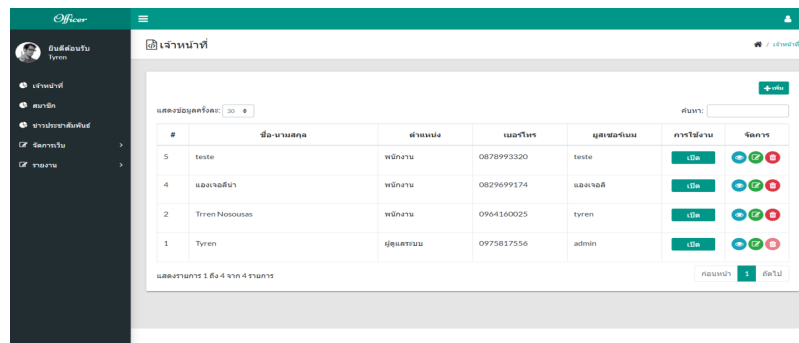 Officer
ยินดีต้อนรับ
Tyren
เจ้าหน้าที่
สมาชิก
ข่าวประชาสัมพันธ์
จัดการเว็บ
รายงาน
เจ้าหน้าที่
/ เจ้าหน้าที่
เพิ่ม
แสดงข้อมูลครั้งละ: 30
ค้นหา:
# ชื่อ-นามสกุล ตำแหน่ง เบอร์โทร ยูสเซอร์เนม การใช้งาน จัดการ
5 teste พนักงาน 0878993320 teste เปิด
4 แองเจอลีน่า พนักงาน 0829699174 แองเจอลี เปิด
2 Trren Nosousas พนักงาน 0964160025 tyren เปิด
1 Tyren ผู้ดูแลระบบ 0975817556 admin เปิด
แสดงรายการ 1 ถึง 4 จาก 4 รายการ
ก่อนหน้า 1 ถัดไป